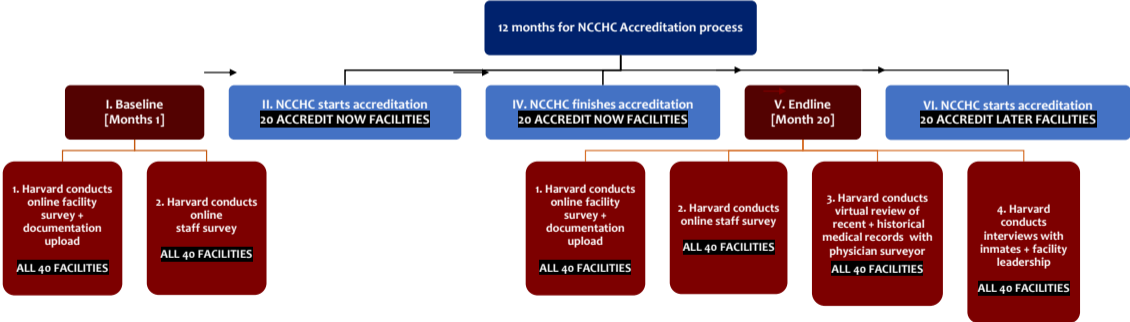 12 months for NCCHC Accreditation process
I. Baseline
[Months 1]
II. NCCHC starts accreditation
20 ACCREDIT NOW FACILITIES
IV. NCCHC finishes accreditation
20 ACCREDIT NOW FACILITIES
V. Endline
[Month 20]
VI. NCCHC starts accreditation
20 ACCREDIT LATER FACILITIES
1. Harvard conducts
online facility
survey +
documentation
upload
ALL 40 FACILITIES
2. Harvard conducts
online
staff survey
ALL 40 FACILITIES
1. Harvard conducts
online facility
survey +
documentation
upload
ALL 40 FACILITIES
2. Harvard conducts
online staff survey
ALL 40 FACILITIES
3. Harvard conducts
virtual review of
recent + historical
medical records with
physician surveyor
ALL 40 FACILITIES
4. Harvard
conducts
interviews with
inmates + facility
leadership
ALL 40 FACILITIES